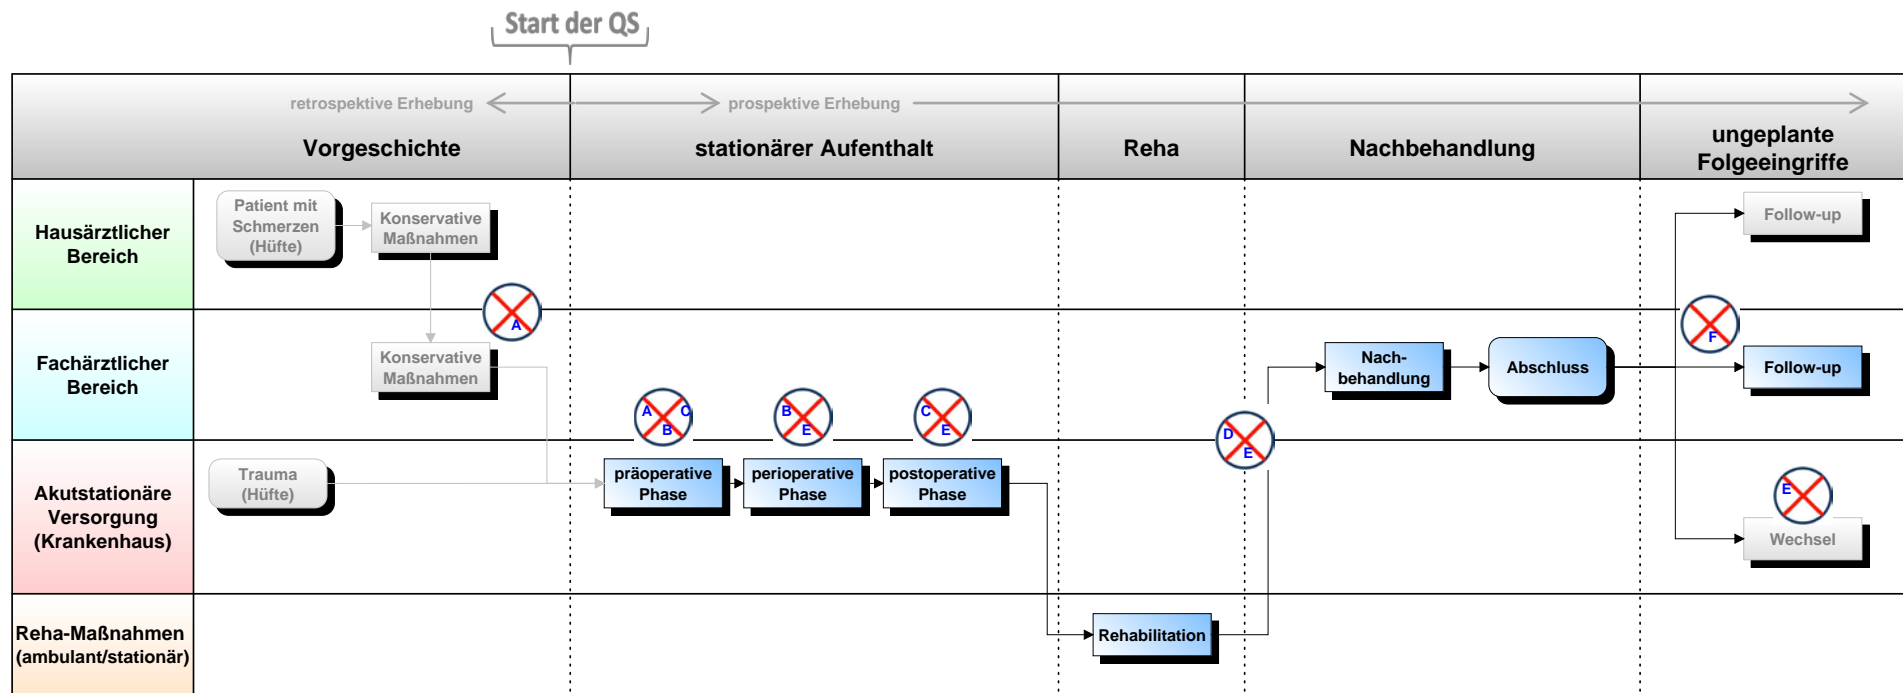 Start der QS
retrospektive Erhebung
prospektive Erhebung
Vorgeschichte
stationärer Aufenthalt
Reha
Nachbehandlung
ungeplante
Folgeeingriffe
Hausärztlicher
Bereich
Patient mit
Schmerzen
(Hüfte)
Konservative
Maßnahmen
Follow-up
A
F
Fachärztlicher
Bereich
Konservative
Maßnahmen
Nach-
behandlung
Abschluss
Follow-up
A C
B
B
E
C
E
D
E
Akutstationäre
Versorgung
(Krankenhaus)
Trauma
(Hüfte)
präoperative
Phase
perioperative
Phase
postoperative
Phase
E
Wechsel
Reha-Maßnahmen
(ambulant/stationär)
Rehabilitation